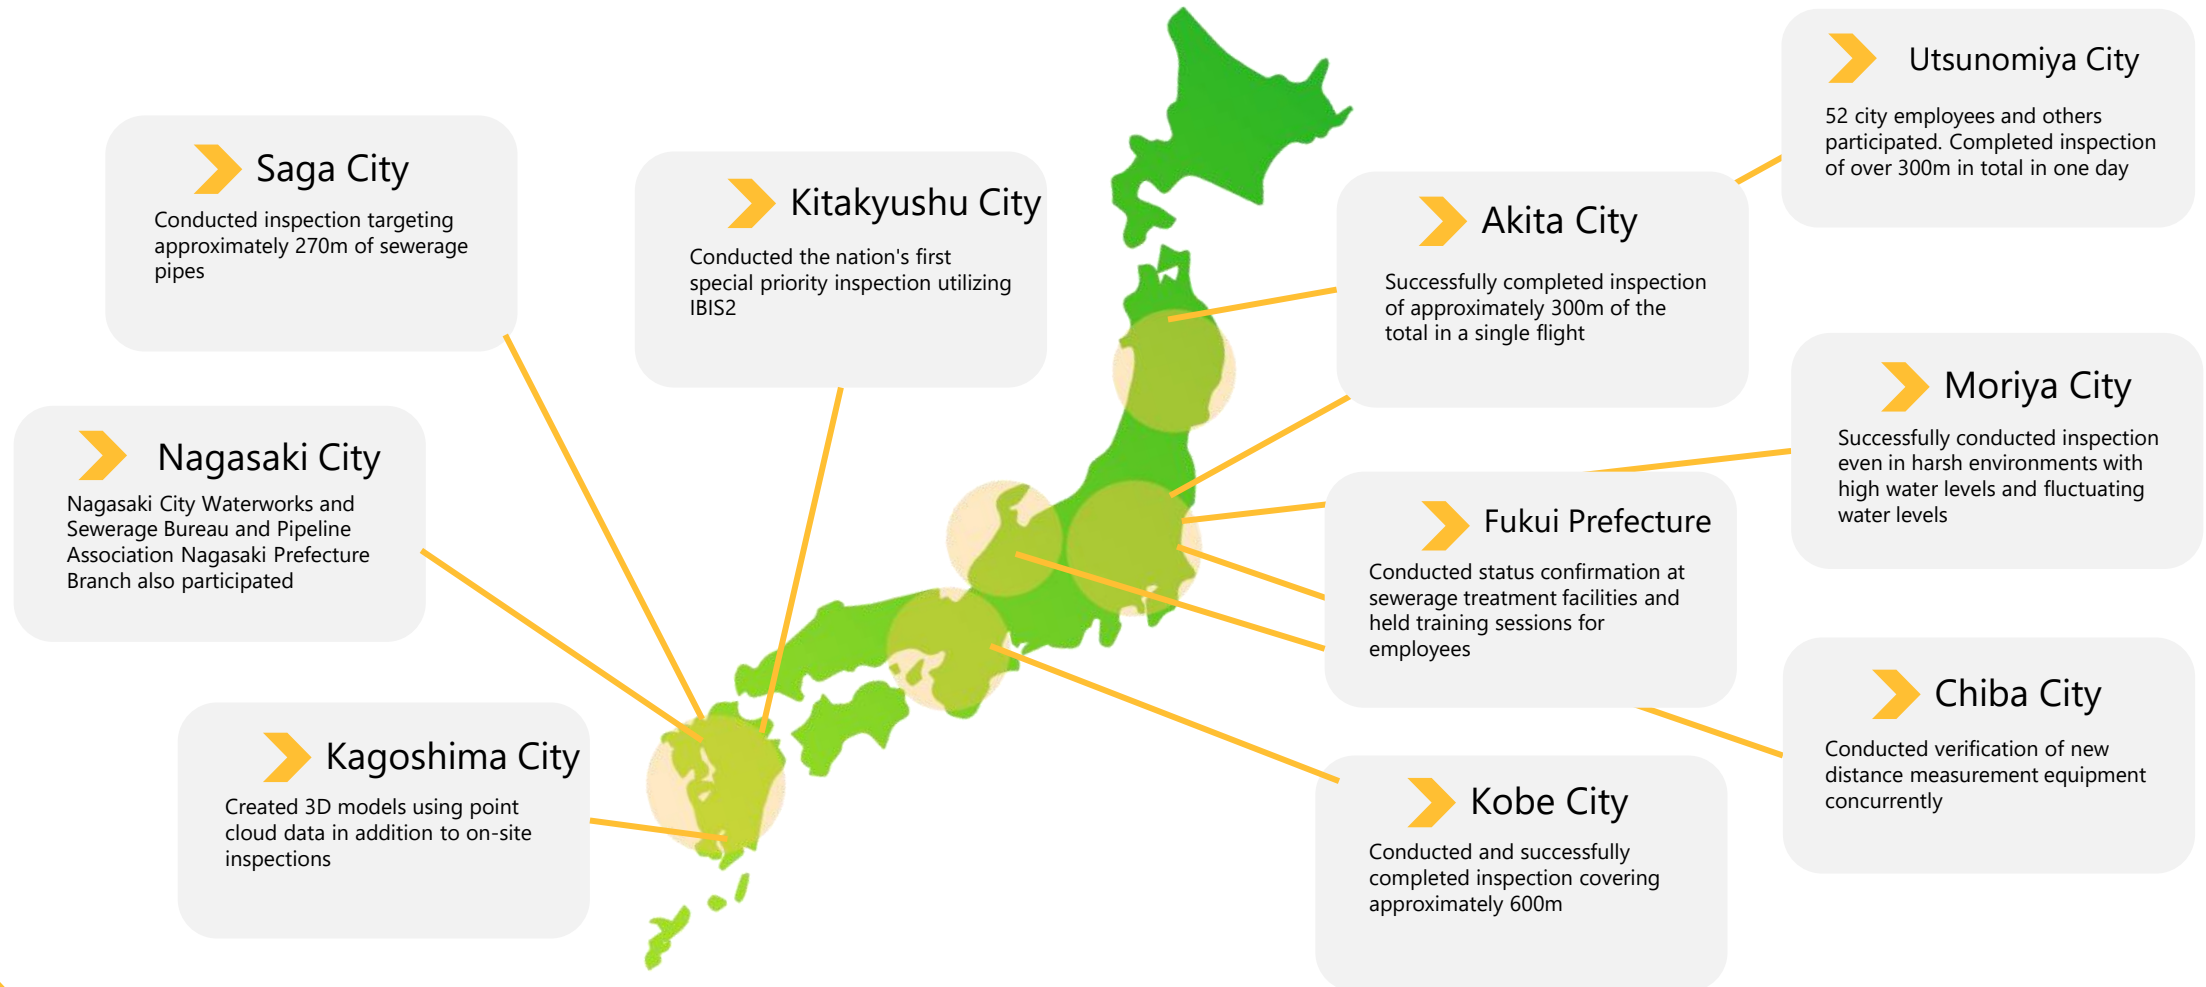 Saga City
Conducted inspection targeting
approximately 270m of sewerage
pipes
Kitakyushu City
Conducted the nation's first
special priority inspection utilizing
IBIS2
Utsunomiya City
52 city employees and others
participated. Completed inspection
of over 300m in total in one day
Akita City
Successfully completed inspection
of approximately 300m of the
total in a single flight
Nagasaki City
Nagasaki City Waterworks and
Sewerage Bureau and Pipeline
Association Nagasaki Prefecture
Branch also participated
Moriya City
Successfully conducted inspection
even in harsh environments with
high water levels and fluctuating
water levels
Fukui Prefecture
Conducted status confirmation at
sewerage treatment facilities and
held training sessions for
employees
Kagoshima City
Created 3D models using point
cloud data in addition to on-site
inspections
Chiba City
Conducted verification of new
distance measurement equipment
concurrently
Kobe City
Conducted and successfully
completed inspection covering
approximately 600m